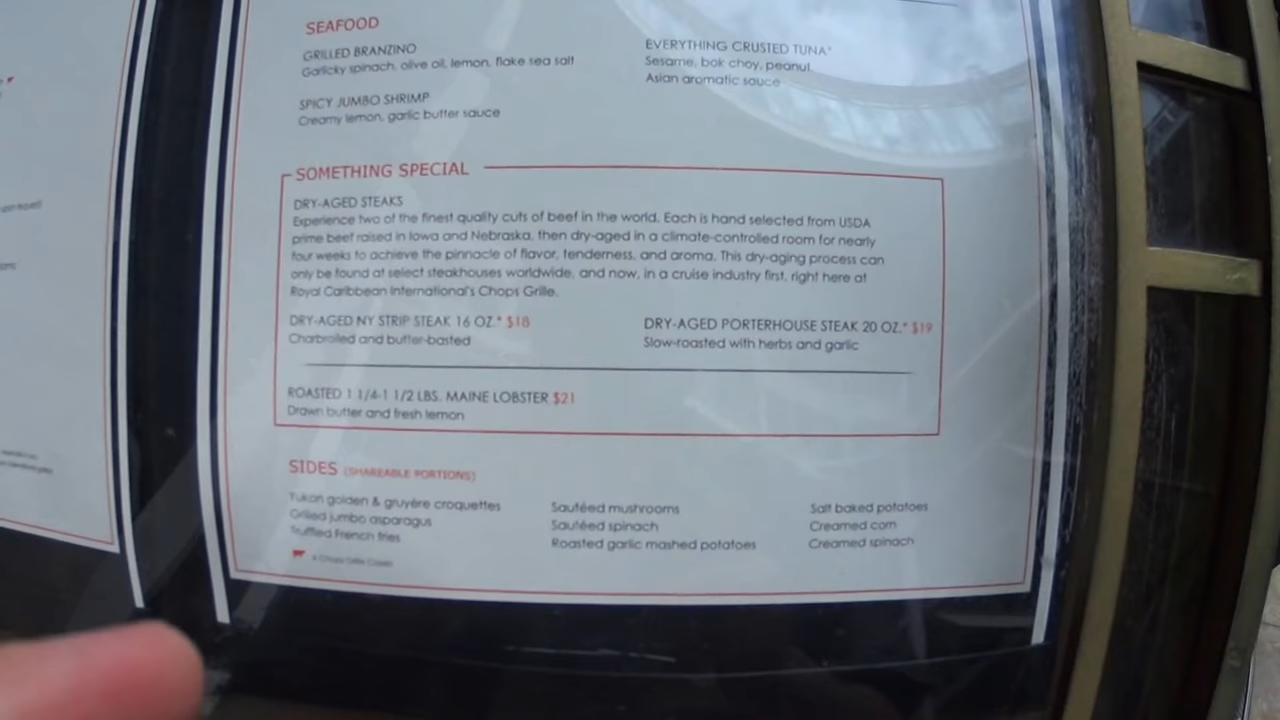 SEAFOOD
GRILLED BRANZINO
Garlicky spinach, olive oil, lemon, flake sea salt
SPICY JUMBO SHRIMP
Creamy lemon, garlic butter sauce
EVERYTHING CRUSTED TUNA*
Sesame, bok choy, peanut
Asian aromatic sauce
SOMETHING SPECIAL
DRY-AGED STEAKS
Experience two of the finest quality cuts of beef in the world. Each is hand selected from USDA
prime beef raised in Iowa and Nebraska, then dry-aged in a climate-controlled room for nearly
four weeks to achieve the pinnacle of flavor, tenderness, and aroma. This dry-aging process can
only be found at select steakhouses worldwide, and now, in a cruise industry first, right here at
Royal Caribbean International's Chops Grille.
DRY-AGED NY STRIP STEAK 16 OZ.* $18
Charbroiled and butter-basted
DRY-AGED PORTERHOUSE STEAK 20 OZ.* $19
Slow-roasted with herbs and garlic
ROASTED 1 1/4-1 1/2 LBS. MAINE LOBSTER $21
Drawn butter and fresh lemon
SIDES (SHAREABLE PORTIONS)
Yukon golden & gruyère croquettes
Grilled jumbo asparagus
Truffled French fries
Sautéed mushrooms
Sautéed spinach
Roasted garlic mashed potatoes
Salt baked potatoes
Creamed corn
Creamed spinach